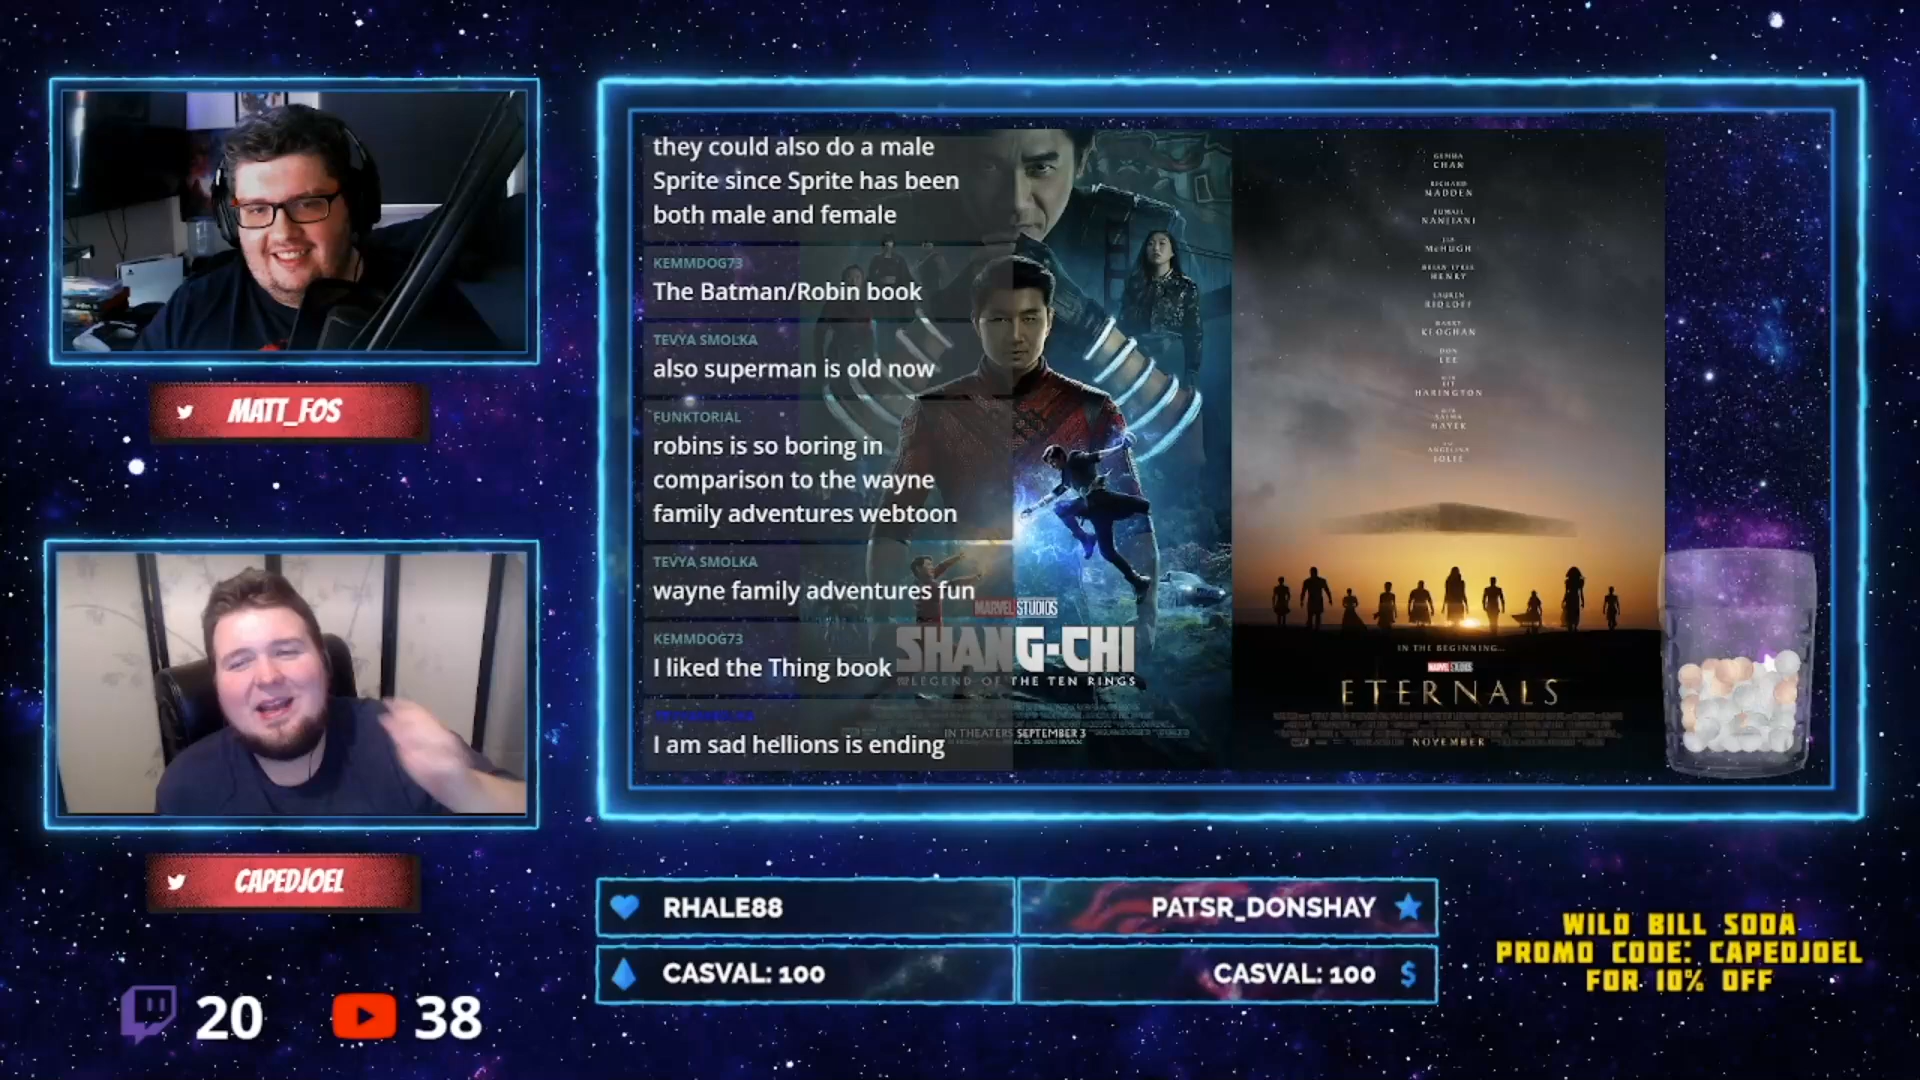 they could also do a male
Sprite since Sprite has been
both male and female
KEMMDOG73
The Batman/Robin book
TEVYA SMOLKA
also superman is old now
FUNKTORIAL
robins is so boring in
comparison to the wayne
family adventures webtoon
TEVYA SMOLKA
wayne family adventures fun
KEMMDOG73
I liked the Thing book
I am sad hellions is ending
MARVEL STUDIOS
SHANG-CHI
LEGEND OF THE TEN RINGS
IN THEATERS SEPTEMBER 3
GEMMA
CHAN
RICHARD
MADDEN
KUMAIL
NANJIANI
LIA
McHUGH
BRIAN TYREE
HENRY
LAUREN
RIDLOFF
BARRY
KEOGHAN
DON
LEE
WITH
KIT
HARINGTON
WITH
SALMA
HAYEK
ANGELINA
JOLIE
IN THE BEGINNING...
MARVEL STUDIOS
ETERNALS
NOVEMBER
MATT_FOS
CAPEDJOEL
RHALE88
PATSR_DONSHAY
CASVAL: 100
CASVAL: 100
$
WILD BILL SODA
PROMO CODE: CAPEDJOEL
FOR 10% OFF
20
38